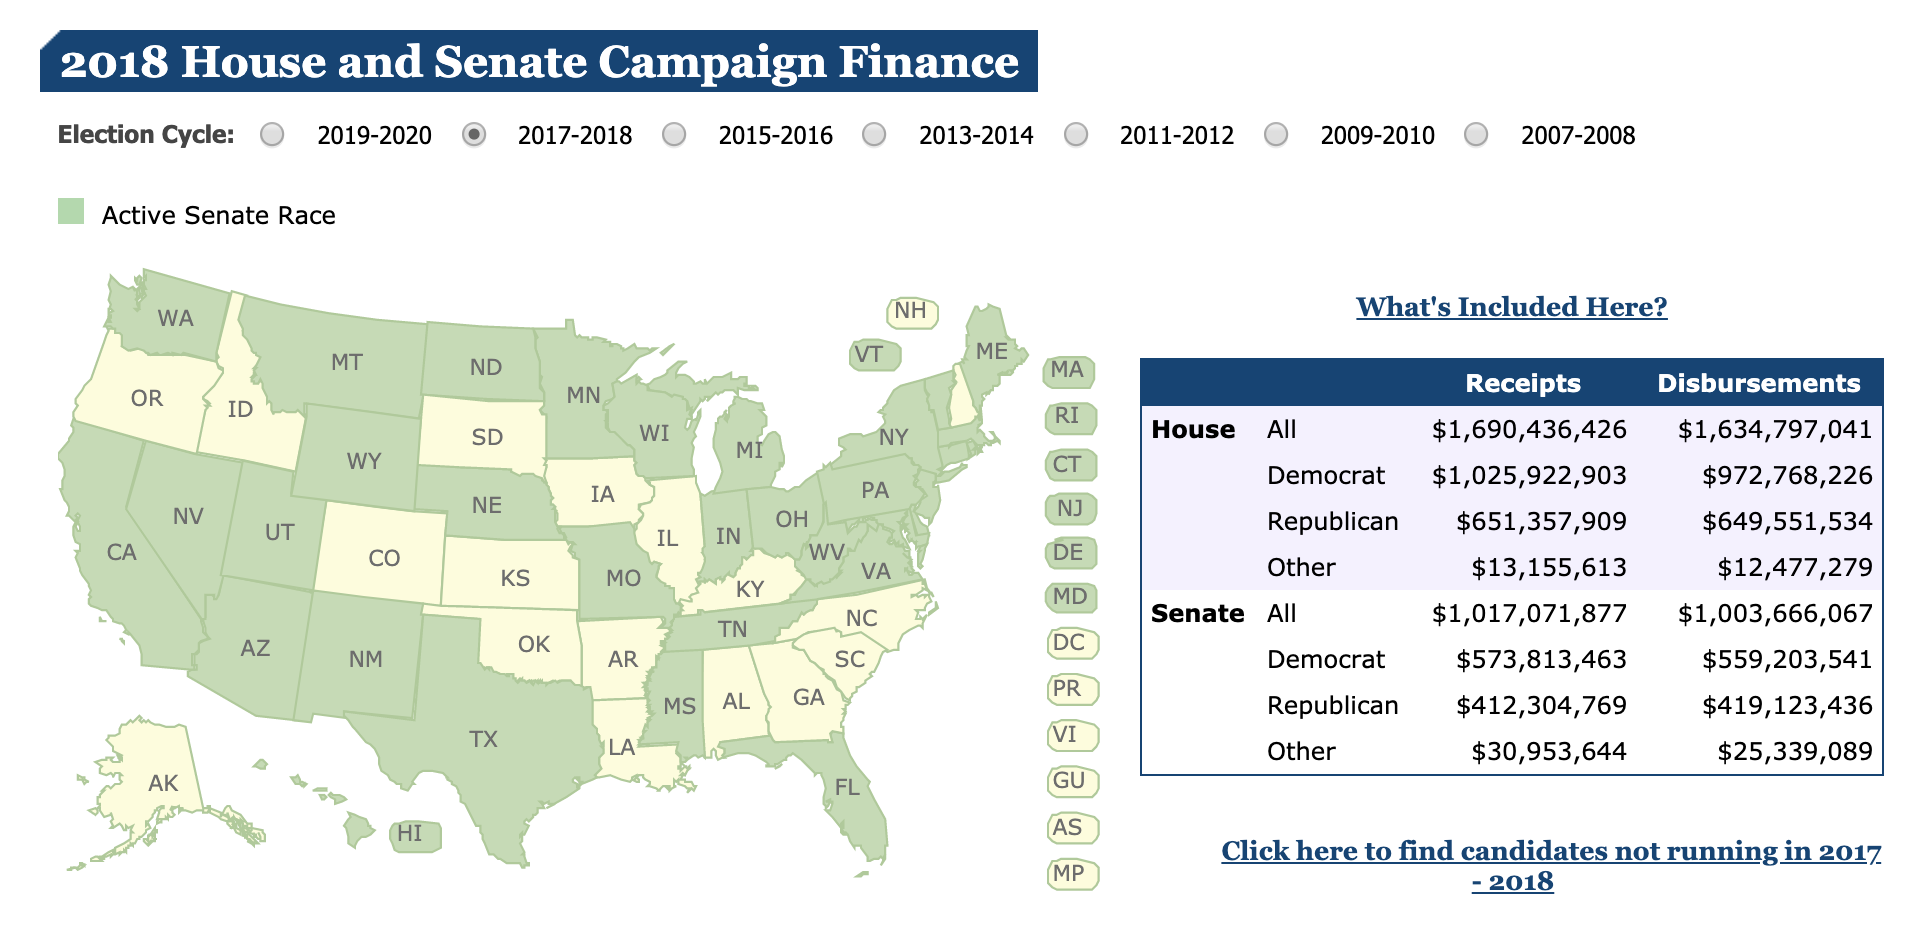 2018 House and Senate Campaign Finance
Election Cycle: 2019-2020 2017-2018 2015-2016 2013-2014 2011-2012 2009-2010 2007-2008
Active Senate Race
WA
MT
ND
MN
OR
ID
SD
WI
MI
WY
NE
IA
NV
UT
CO
CA
KS
MO
IL
IN
OH
PA
NY
NH
VT
ME
WV
VA
KY
NC
TN
SC
AZ
NM
OK
AR
MS
AL
GA
TX
LA
FL
AK
HI
MA
RI
CT
NJ
DE
MD
DC
PR
VI
GU
AS
MP
What's Included Here?
Receipts Disbursements
House All $1,690,436,426 $1,634,797,041
Democrat $1,025,922,903 $972,768,226
Republican $651,357,909 $649,551,534
Other $13,155,613 $12,477,279
Senate All $1,017,071,877 $1,003,666,067
Democrat $573,813,463 $559,203,541
Republican $412,304,769 $419,123,436
Other $30,953,644 $25,339,089
Click here to find candidates not running in 2017
- 2018